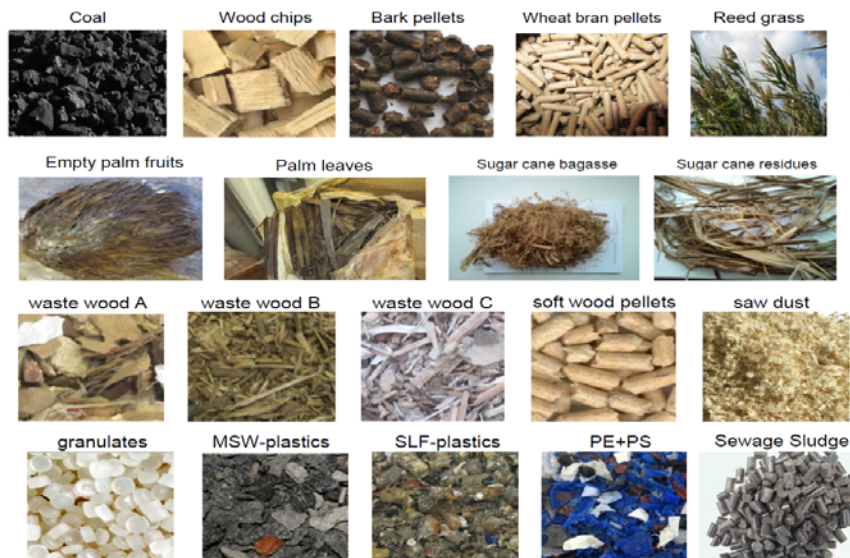 Coal
Wood chips
Bark pellets
Wheat bran pellets
Reed grass
Empty palm fruits
Palm leaves
Sugar cane bagasse
Sugar cane residues
waste wood A
waste wood B
waste wood C
soft wood pellets
saw dust
granulates
MSW-plastics
SLF-plastics
PE+PS
Sewage Sludge